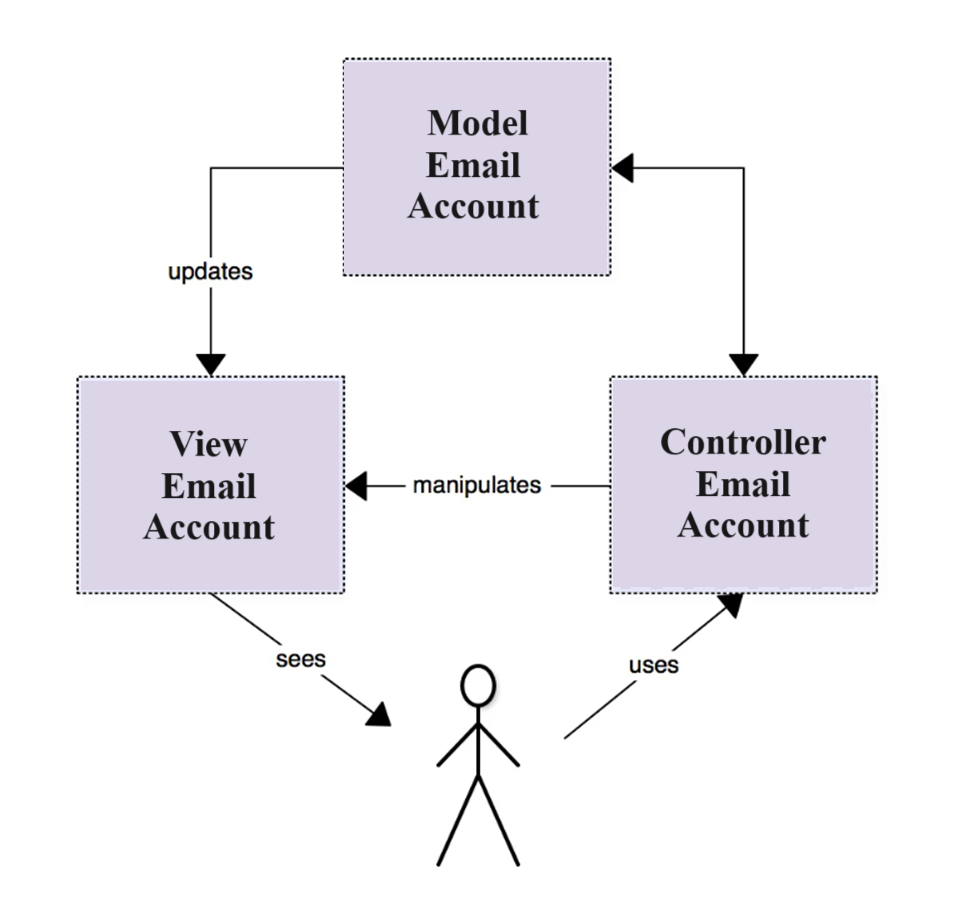 Model
Email
Account
updates
View
Email
Account
manipulates
Controller
Email
Account
sees
uses